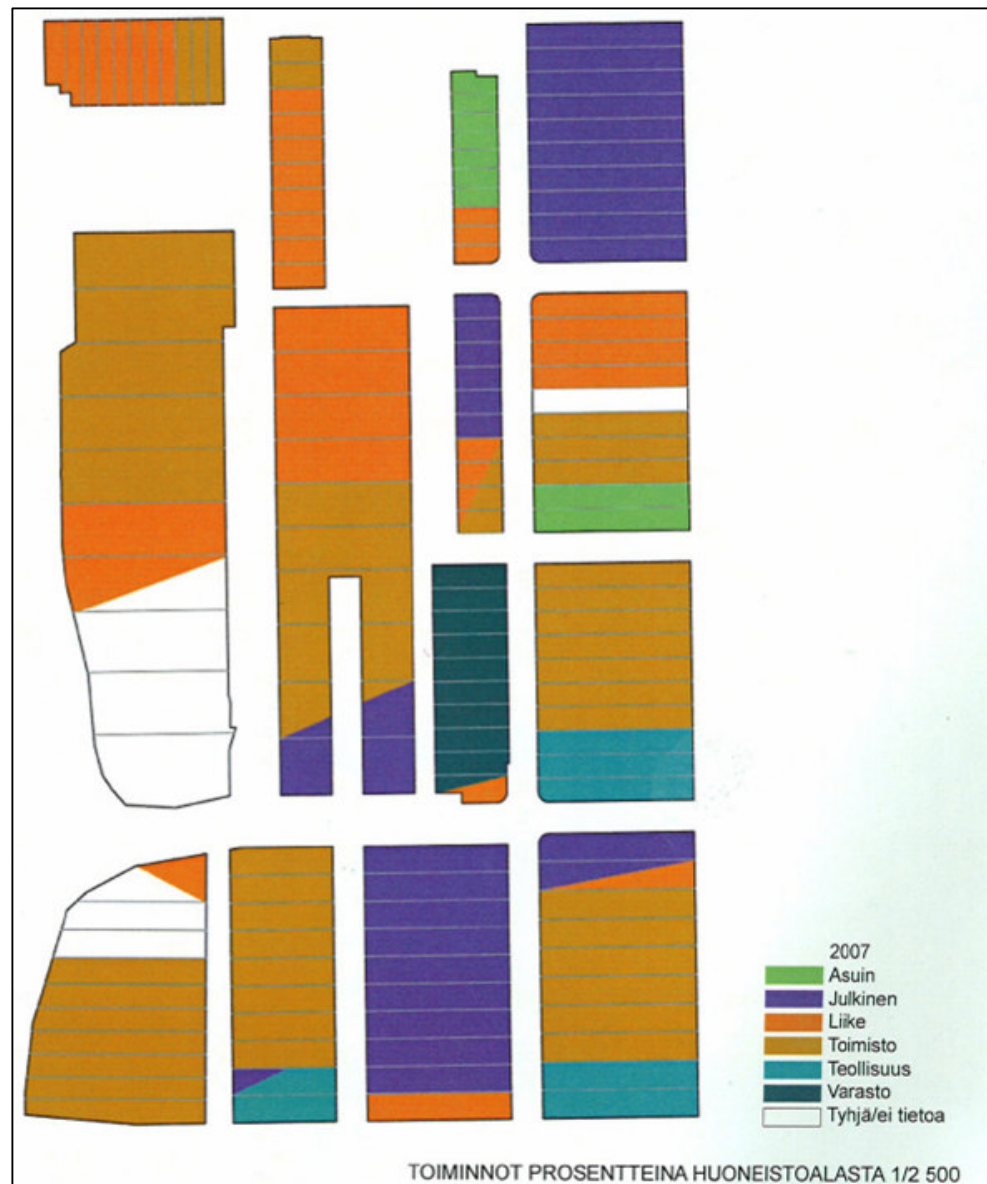 2007
Asuin
Julkinen
Liike
Toimisto
Teollisuus
Varasto
Tyhjä/ei tietoa
TOIMINNOT PROSENTTEINA HUONEISTOALASTA 1/2 500